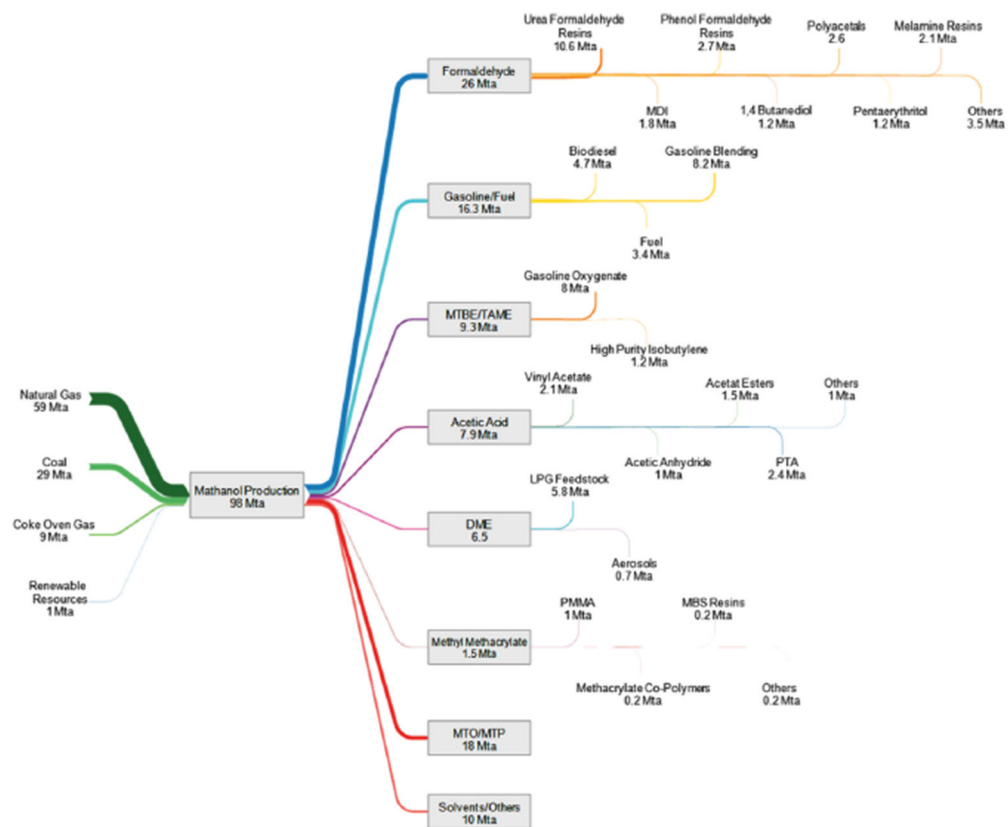 Urea Formaldehyde
Resins
10.6 Mta
Phenol Formaldehyde
Resins
2.7 Mta
Polyacetals
2.6
Melamine Resins
2.1 Mta
Formaldehyde
26 Mta
MDI
1.8 Mta
1,4 Butanediol
1.2 Mta
Pentaerythritol
1.2 Mta
Others
3.5 Mta
Biodiesel
4.7 Mta
Gasoline Blending
8.2 Mta
Gasoline/Fuel
16.3 Mta
Fuel
3.4 Mta
Gasoline Oxygenate
8 Mta
MTBE/TAME
9.3 Mta
High Purity Isobutylene
1.2 Mta
Vinyl Acetate
2.1 Mta
Acetat Esters
1.5 Mta
Others
1 Mta
Acetic Acid
7.9 Mta
Acetic Anhydride
1 Mta
PTA
2.4 Mta
Natural Gas
59 Mta
Coal
29 Mta
Mathanol Production
98 Mta
Coke Oven Gas
9 Mta
Renewable
Resources
1 Mta
LPG Feedstock
5.8 Mta
DME
6.5
Aerosols
0.7 Mta
PMMA
1 Mta
MBS Resins
0.2 Mta
Methyl Methacrylate
1.5 Mta
Methacrylate Co-Polymers
0.2 Mta
Others
0.2 Mta
MTO/MTP
18 Mta
Solvents/Others
10 Mta